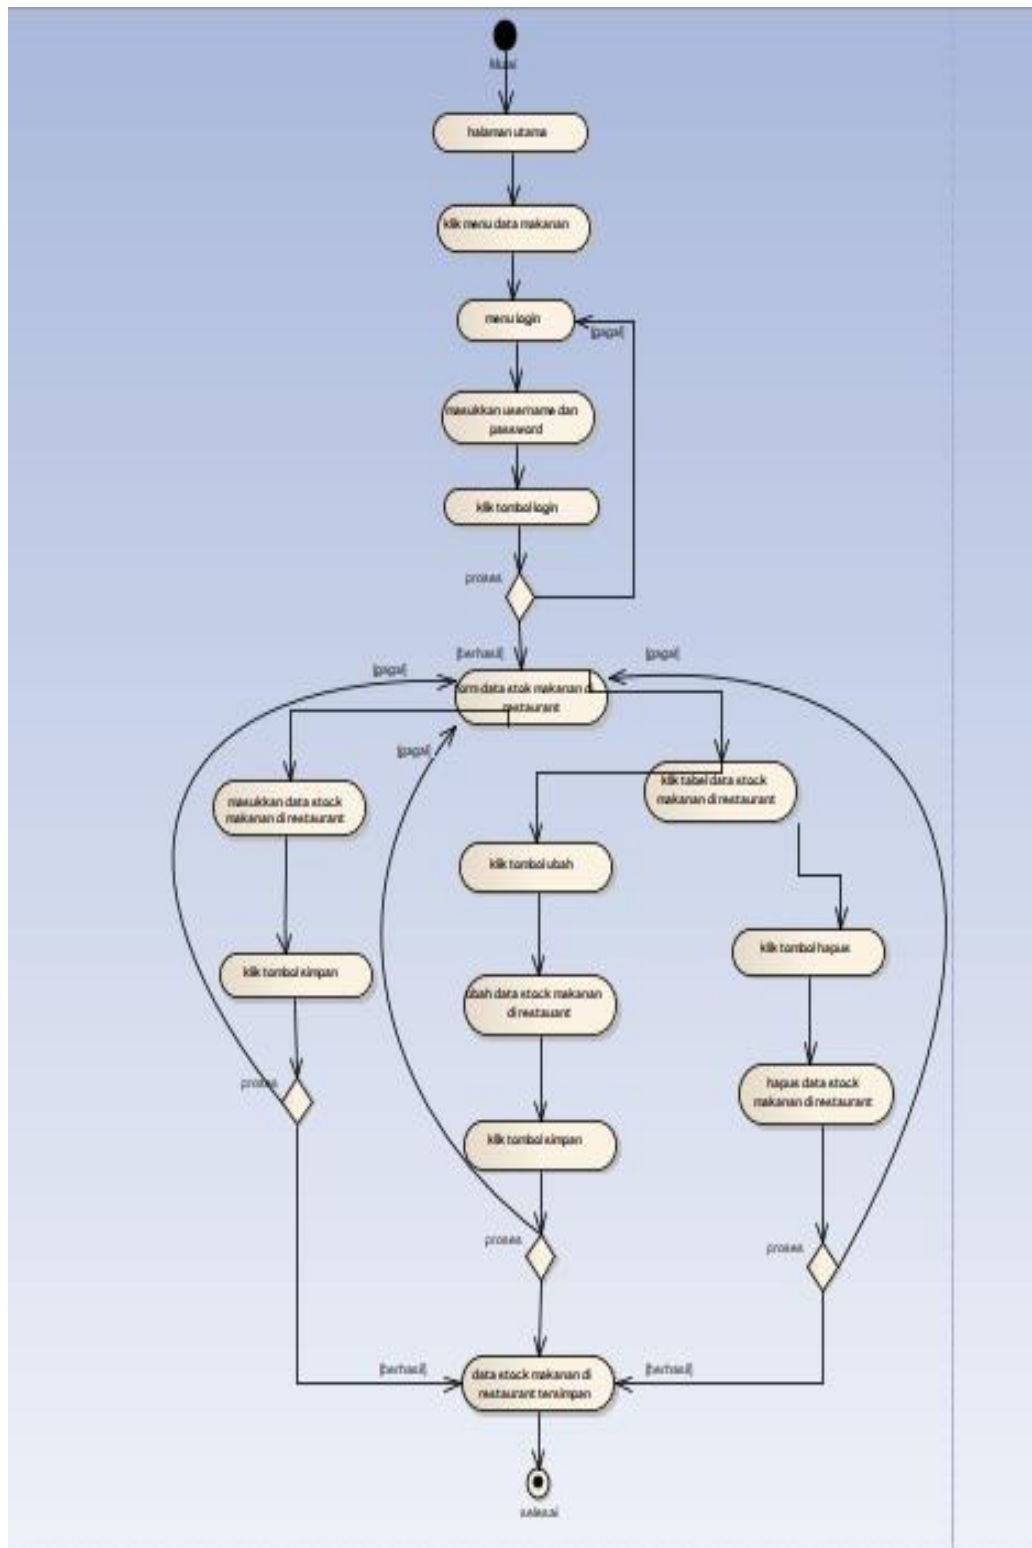 Mulai
halaman utama
klik menu data makanan
menu login
[gagal]
masukkan username dan
password
klik tombol login
proses
[berhasil]
[gagal]
[gagal]
form data stok makanan di
restaurant
[gagal]
klik tabel data stock
makanan di restaurant
masukkan data stock
makanan di restaurant
klik tombol ubah
klik tombol hapus
klik tombol simpan
ubah data stock makanan
di restauant
proses
hapus data stock
makanan di restaurant
klik tombol simpan
proses
proses
[berhasil]
[berhasil]
data stock makanan di
restaurant tersimpan
selesai